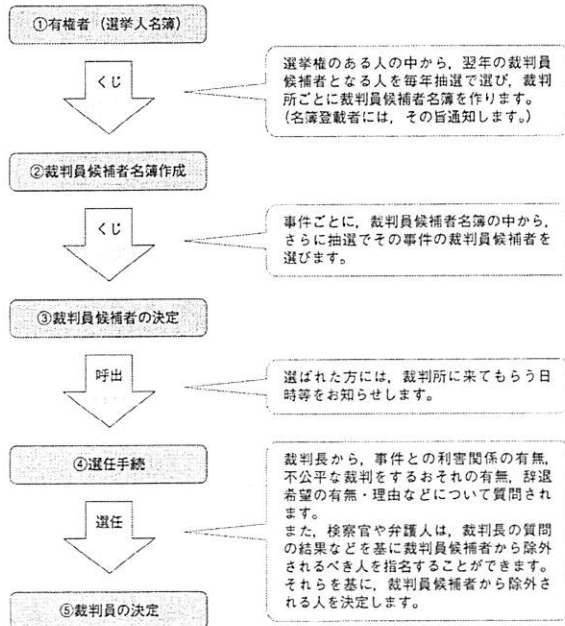 ①有権者（選挙人名簿）
くじ
選挙権のある人の中から，翌年の裁判員
候補者となる人を毎年抽選で選び，裁判
所ごとに裁判員候補者名簿を作ります。
（名簿登載者には，その旨通知します。）
②裁判員候補者名簿作成
くじ
事件ごとに，裁判員候補者名簿の中から，
さらに抽選でその事件の裁判員候補者を
選びます。
③裁判員候補者の決定
呼出
選ばれた方には，裁判所に来てもらう日
時等をお知らせします。
④選任手続
選任
裁判長から，事件との利害関係の有無，
不公平な裁判をするおそれの有無，辞退
希望の有無・理由などについて質問され
ます。
また，検察官や弁護人は，裁判長の質問
の結果などを基に裁判員候補者から除外
されるべき人を指名することができます。
それらを基に，裁判員候補者から除外さ
れる人を決定します。
⑤裁判員の決定